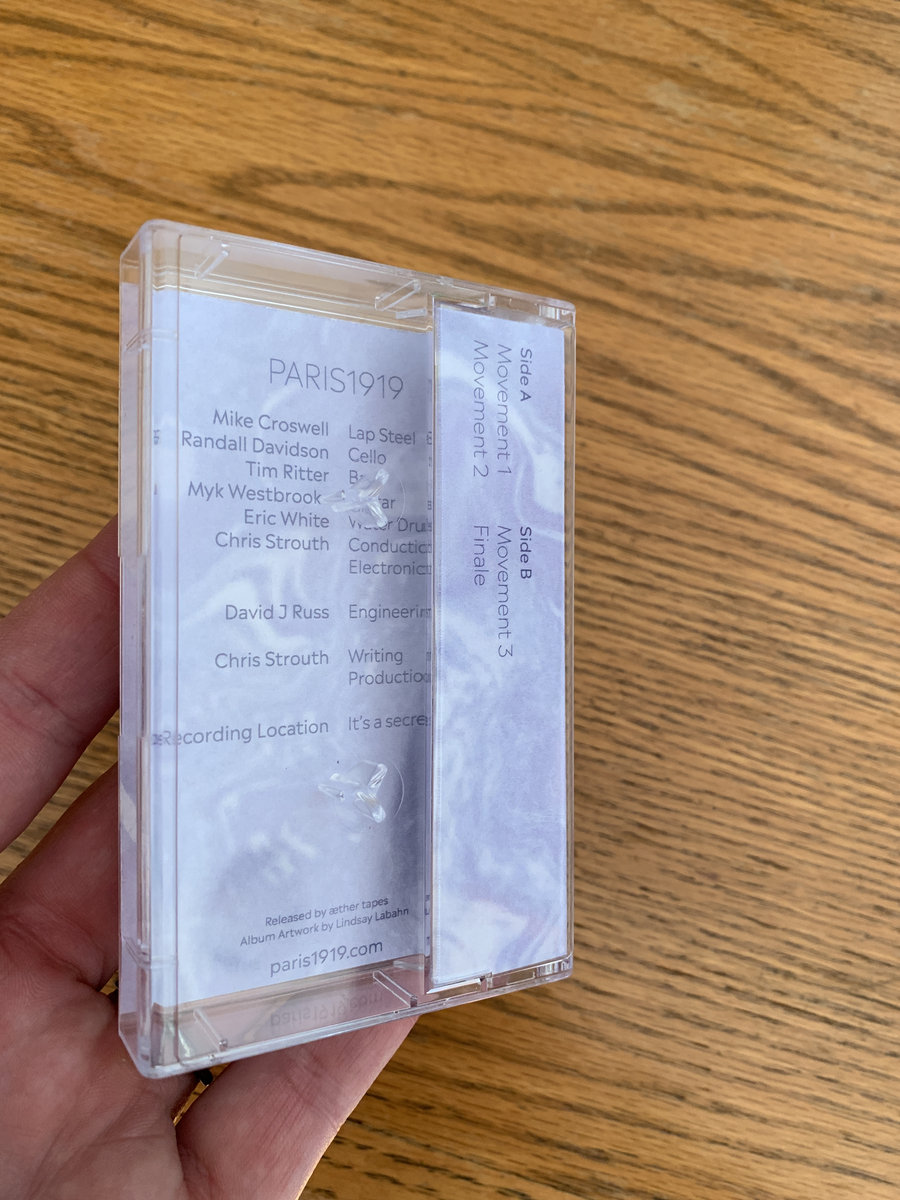 PARIS1919
Mike Croswell Lap Steel
Randall Davidson Cello
Tim Ritter
Myk Westbrook
Eric White Water
Chris Strouth
David J Russ
Chris Strouth Writing
Recording Location It's a
Released by æther tapes
Album Artwork by Lindsay Labahn
paris1919.com
Side A
Movement 1
Movement 2
Side B
Movement 3
Finale